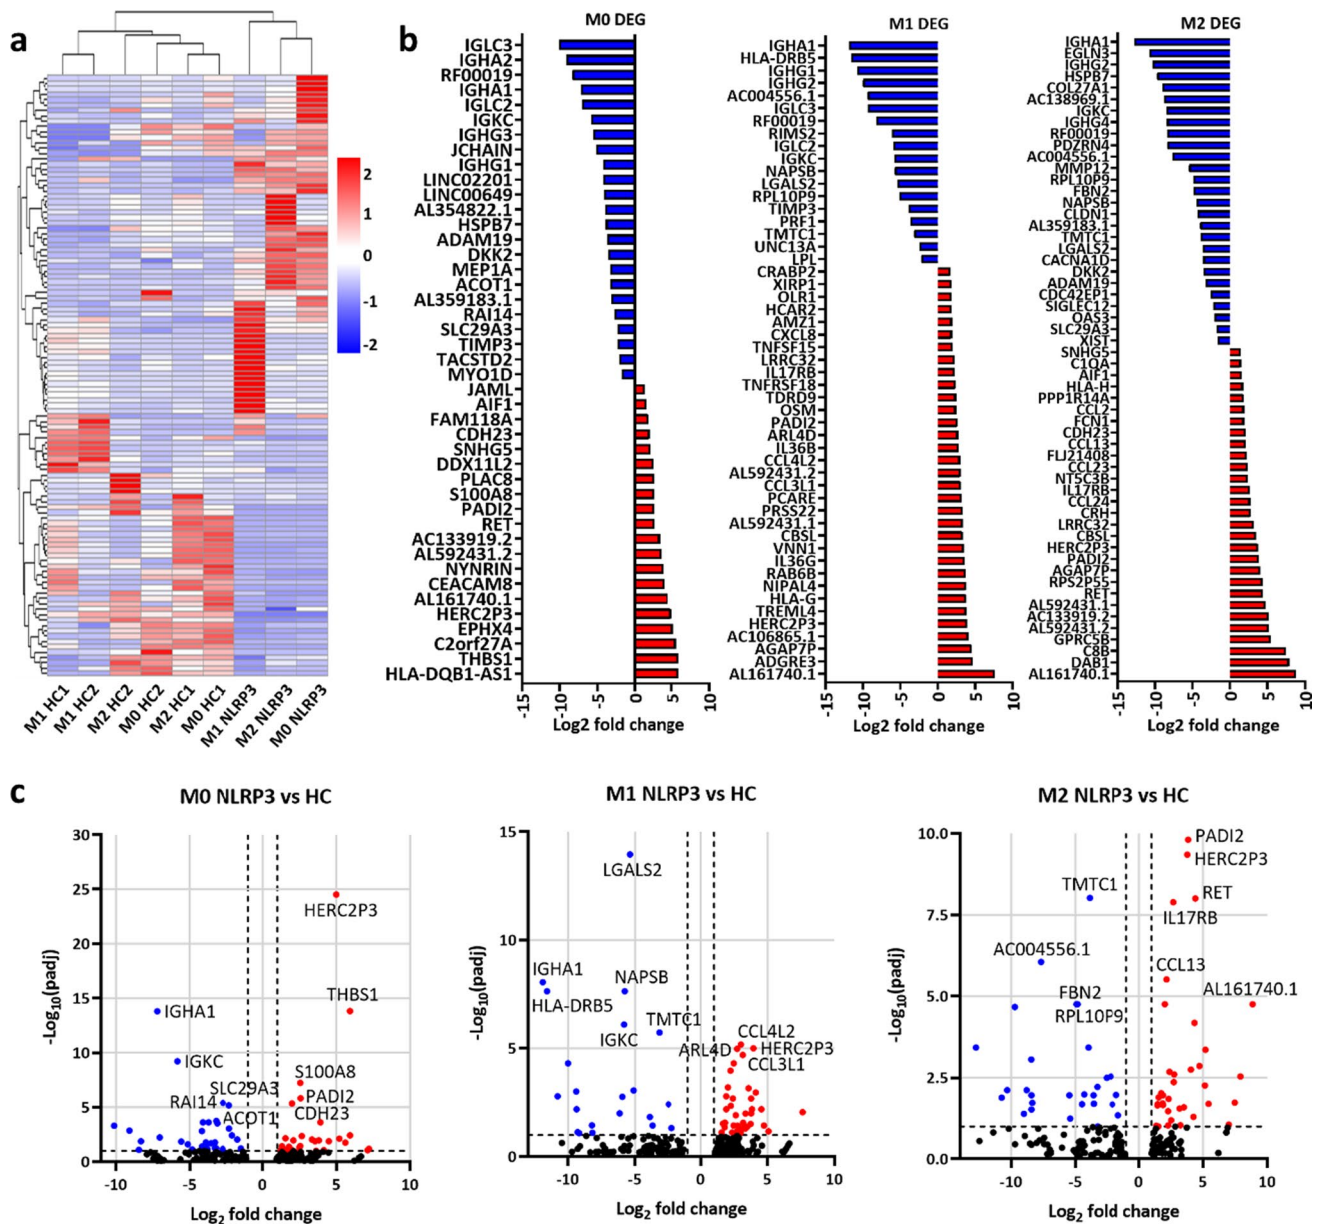 a
2
1
0
-1
-2
M1 HC1
M1 HC2
M2 HC2
M0 HC2
M2 HC1
M0 HC1
M1 NLRP3
M2 NLRP3
M0 NLRP3
b
M0 DEG
IGLC3
IGHA2
RF00019
IGHA1
IGLC2
IGKC
IGHG3
JCHAIN
IGHG1
LINC02201
LINC00649
AL354822.1
HSPB7
ADAM19
DKK2
MEP1A
ACOT1
AL359183.1
RAI14
SLC29A3
TIMP3
TACSTD2
MYO1D
JAML
AIF1
FAM118A
CDH23
SNHG5
DDX11L2
PLAC8
S100A8
PADI2
RET
AC133919.2
AL592431.2
NYNRIN
CEACAM8
AL161740.1
HERC2P3
EPHX4
C2orf27A
THBS1
HLA-DQB1-AS1
-15
-10
-5
0
5
10
Log2 fold change
M1 DEG
IGHA1
HLA-DRB5
IGHG1
IGHG2
AC004556.1
IGLC3
RF00019
RIMS2
IGLC2
IGKC
NAPSB
LGALS2
RPL10P9
TIMP3
PRF1
TMTC1
UNC13A
LPL
CRABP2
XIRP1
OLR1
HCAR2
AMZ1
CXCL8
TNFSF15
LRRC32
IL17RB
TNFRSF18
TDRD9
OSM
PADI2
ARL4D
IL36B
CCL4L2
AL592431.2
CCL3L1
PCARE
PRSS22
AL592431.1
CBSL
VNN1
IL36G
RAB6B
NIPAL4
HLA-G
TREML4
HERC2P3
AC106865.1
AGAP7P
ADGRE3
AL161740.1
-15
-10
-5
0
5
10
Log2 fold change
M2 DEG
IGHA1
EGLN3
IGHG2
HSPB7
COL27A1
AC138969.1
IGKC
IGHG4
RF00019
PDZRN4
AC004556.1
MMP12
RPL10P9
FBN2
NAPSB
CLDN1
AL359183.1
TMTC1
LGALS2
CACNA1D
DKK2
ADAM19
CDC42EP1
SIGLEC12
OAS3
SLC29A3
XIST
SNHG5
C1QA
AIF1
HLA-H
PPP1R14A
CCL2
FCN1
CDH23
CCL13
FLJ21408
CCL23
NT5C3B
IL17RB
CCL24
CRH
LRRC32
CBSL
HERC2P3
PADI2
AGAP7P
RPS2P55
RET
AL592431.1
AC133919.2
AL592431.2
GPRC5B
C8B
DAB1
AL161740.1
-15
-10
-5
0
5
10
Log2 fold change
c
M0 NLRP3 vs HC
-Log10(padj)
30
25
20
15
10
5
0
HERC2P3
THBS1
IGHA1
IGKC
S100A8
SLC29A3
RAI14
PADI2
ACOT1
CDH23
-10
-5
0
5
10
Log2 fold change
M1 NLRP3 vs HC
-Log10(padj)
15
10
5
0
LGALS2
IGHA1
NAPSB
HLA-DRB5
TMTC1
IGKC
CCL4L2
ARL4D
HERC2P3
CCL3L1
-10
-5
0
5
10
Log2 fold change
M2 NLRP3 vs HC
-Log10(padj)
10.0
7.5
5.0
2.5
0.0
PADI2
HERC2P3
TMTC1
RET
IL17RB
AC004556.1
CCL13
FBN2
AL161740.1
RPL10P9
-10
-5
0
5
10
Log2 fold change